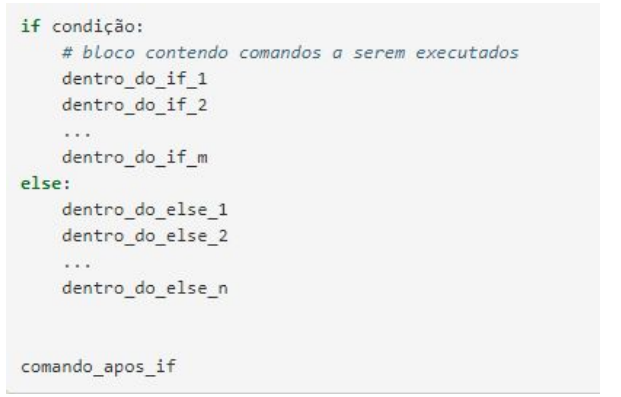 if condição:
    # bloco contendo comandos a serem executados
    dentro_do_if_1
    dentro_do_if_2
    ...
    dentro_do_if_m
else:
    dentro_do_else_1
    dentro_do_else_2
    ...
    dentro_do_else_n
comando_apos_if